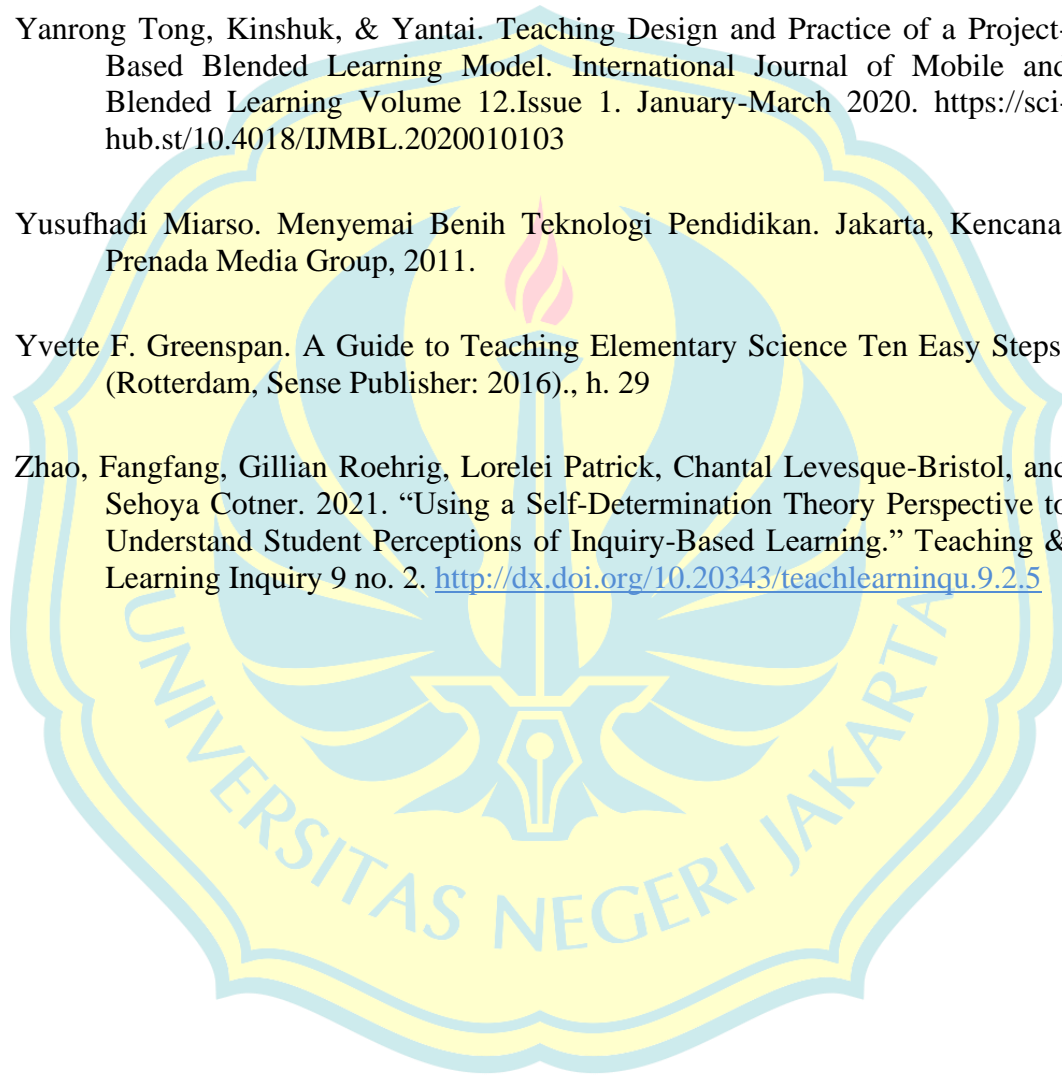 Yanrong Tong, Kinshuk, & Yantai. Teaching Design and Practice of a Project-
Based Blended Learning Model. International Journal of Mobile and
Blended Learning Volume 12.Issue 1. January-March 2020. https://sci-
hub.st/10.4018/IJMBL.2020010103
Yusufhadi Miarso. Menyemai Benih Teknologi Pendidikan. Jakarta, Kencana
Prenada Media Group, 2011.
Yvette F. Greenspan. A Guide to Teaching Elementary Science Ten Easy Steps
(Rotterdam, Sense Publisher: 2016)., h. 29
Zhao, Fangfang, Gillian Roehrig, Lorelei Patrick, Chantal Levesque-Bristol, and
Sehoya Cotner. 2021. “Using a Self-Determination Theory Perspective to
Understand Student Perceptions of Inquiry-Based Learning.” Teaching &
Learning Inquiry 9 no. 2. http://dx.doi.org/10.20343/teachlearninqu.9.2.5
UNIVERSITAS NEGERI JAKARTA